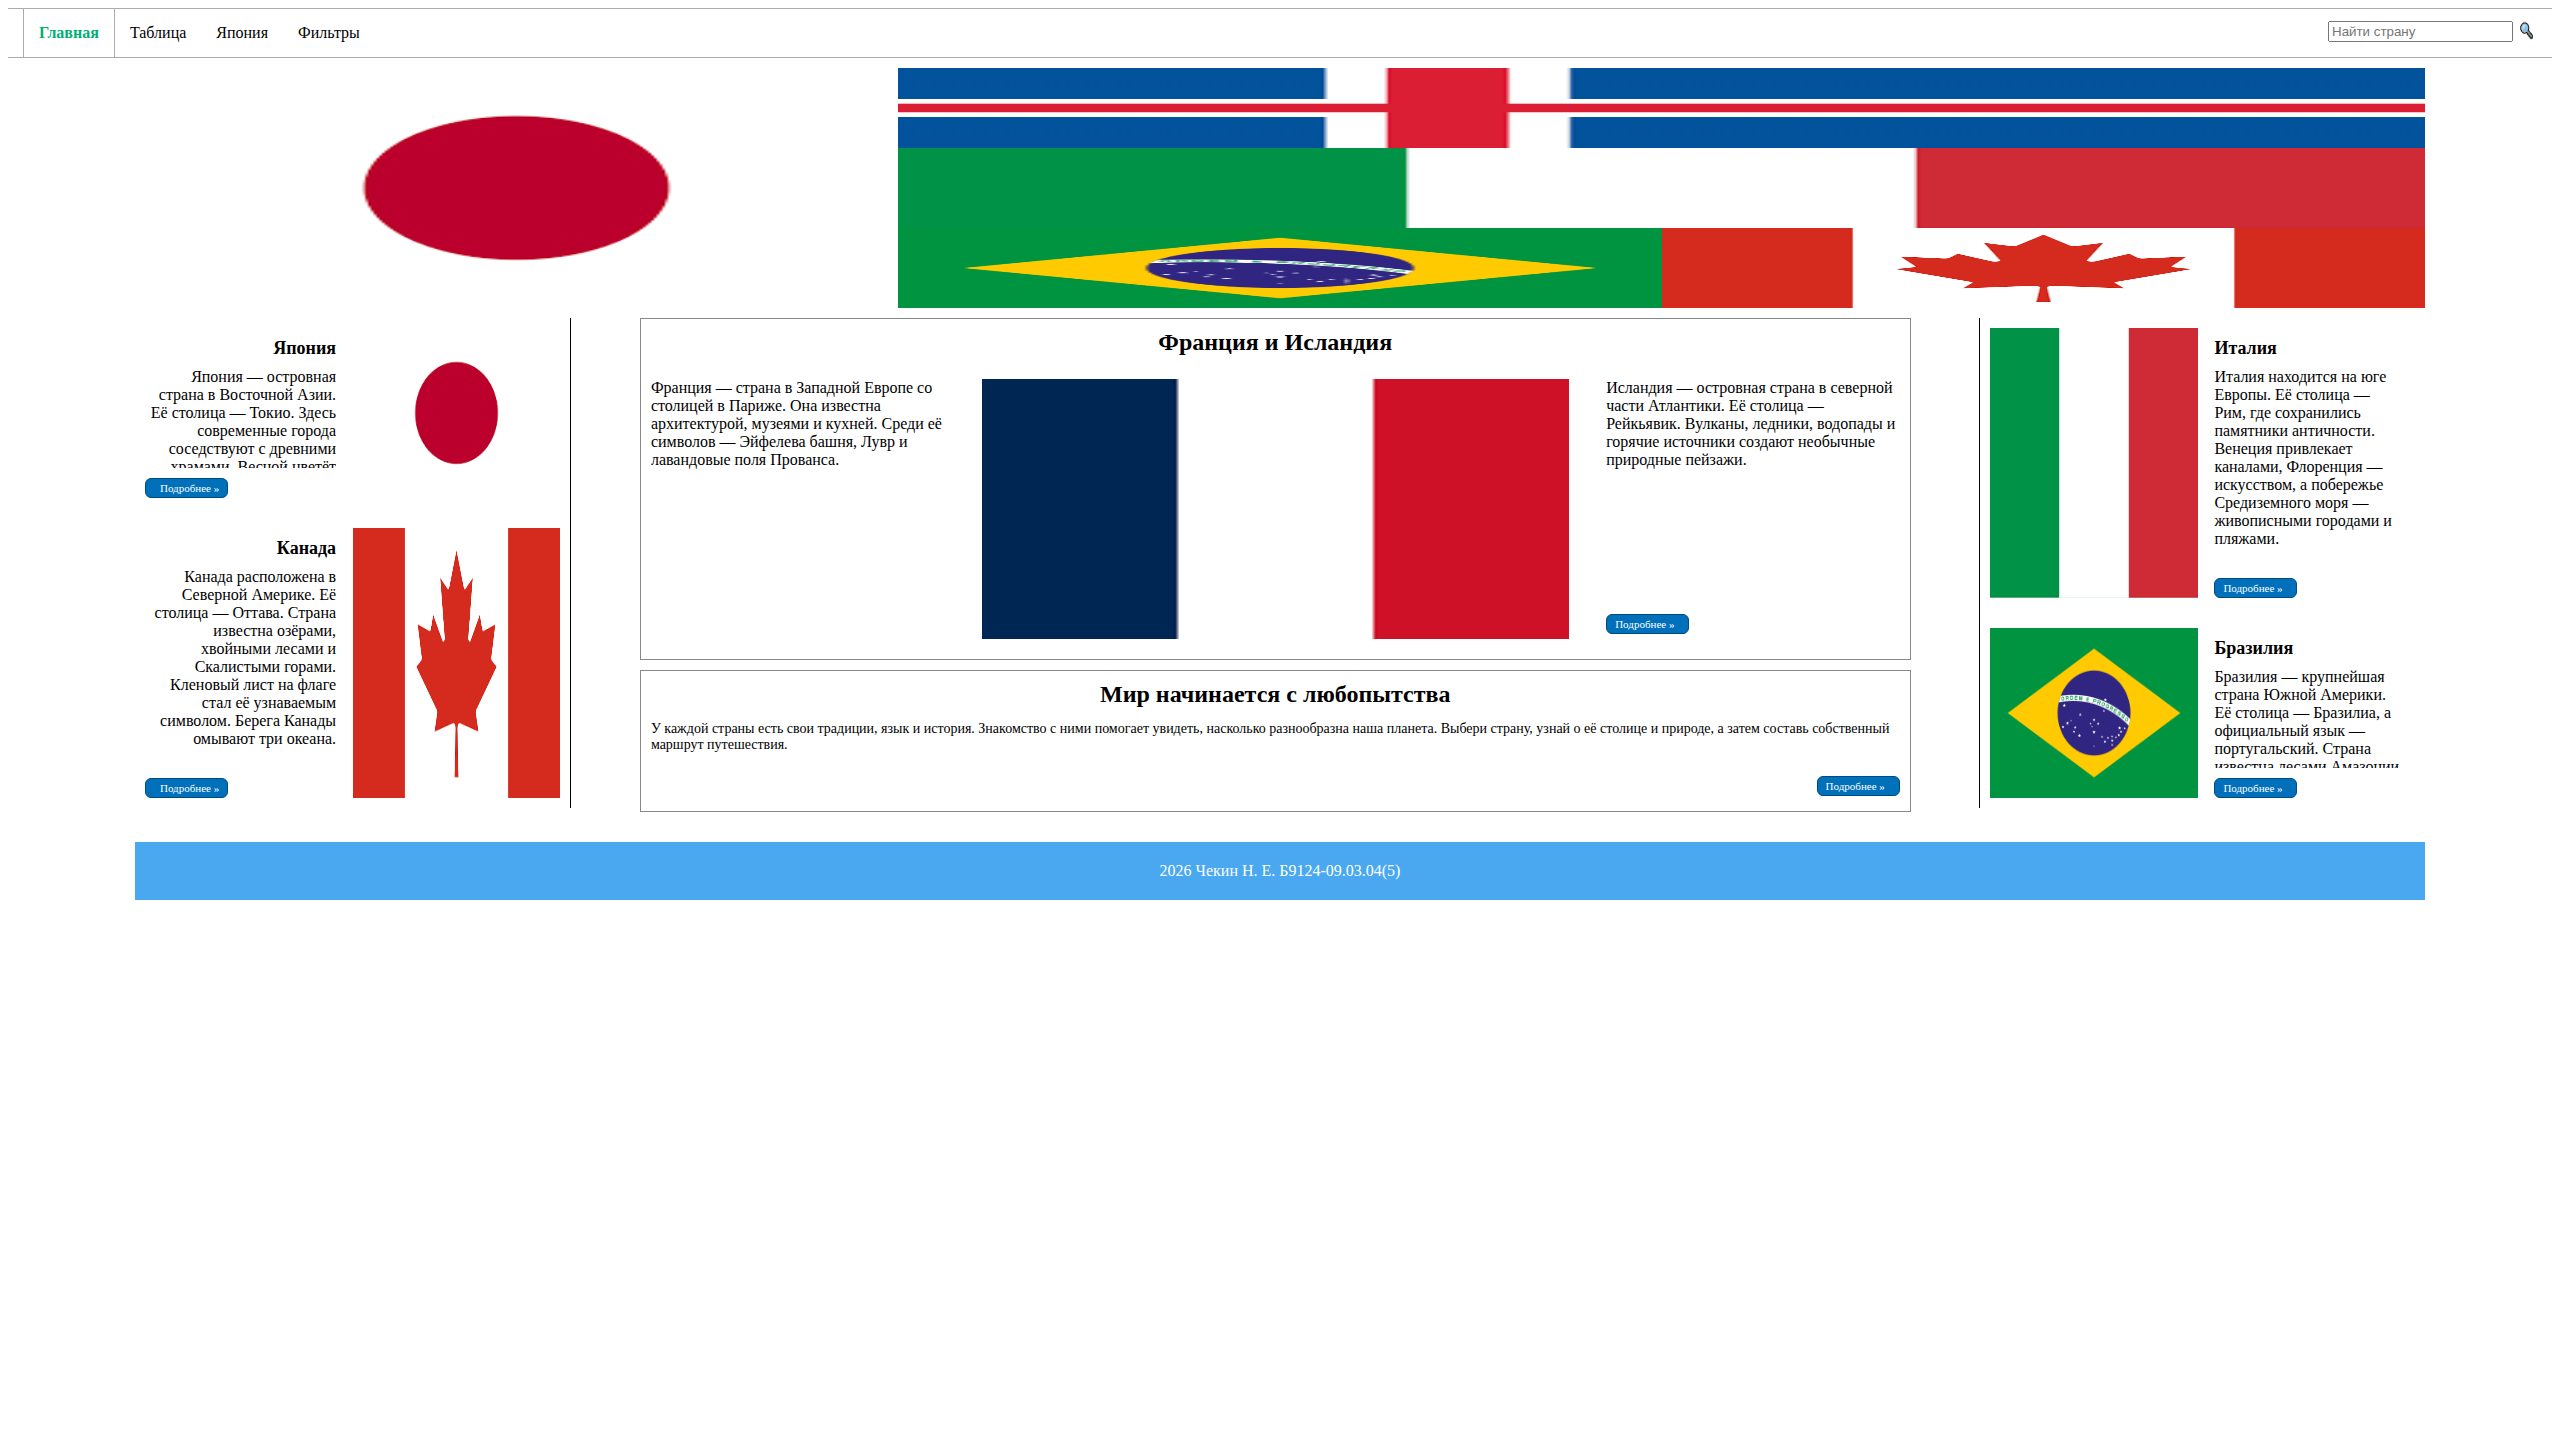 Главная Таблица Япония Фильтры Найти страну
Япония
Япония — островная
страна в Восточной Азии.
Её столица — Токио. Здесь
современные города
соседствуют с древними
храмами. Весной цветёт
Подробнее »
Канада
Канада расположена в
Северной Америке. Её
столица — Оттава. Страна
известна озёрами,
хвойными лесами и
Скалистыми горами.
Кленовый лист на флаге
стал её узнаваемым
символом. Берега Канады
омывают три океана.
Подробнее »
Франция и Исландия
Франция — страна в Западной Европе со
столицей в Париже. Она известна
архитектурой, музеями и кухней. Среди её
символов — Эйфелева башня, Лувр и
лавандовые поля Прованса.
Исландия — островная страна в северной
части Атлантики. Её столица —
Рейкьявик. Вулканы, ледники, водопады и
горячие источники создают необычные
природные пейзажи.
Подробнее »
Мир начинается с любопытства
У каждой страны есть свои традиции, язык и история. Знакомство с ними помогает увидеть, насколько разнообразна наша планета. Выбери страну, узнай о её столице и природе, а затем составь собственный
маршрут путешествия.
Подробнее »
Италия
Италия находится на юге
Европы. Её столица —
Рим, где сохранились
памятники античности.
Венеция привлекает
каналами, Флоренция —
искусством, а побережье
Средиземного моря —
живописными городами и
пляжами.
Подробнее »
Бразилия
Бразилия — крупнейшая
страна Южной Америки.
Её столица — Бразилиа, а
официальный язык —
португальский. Страна
известна лесами Амазонии
Подробнее »
2026 Чекин Н. Е. Б9124-09.03.04(5)